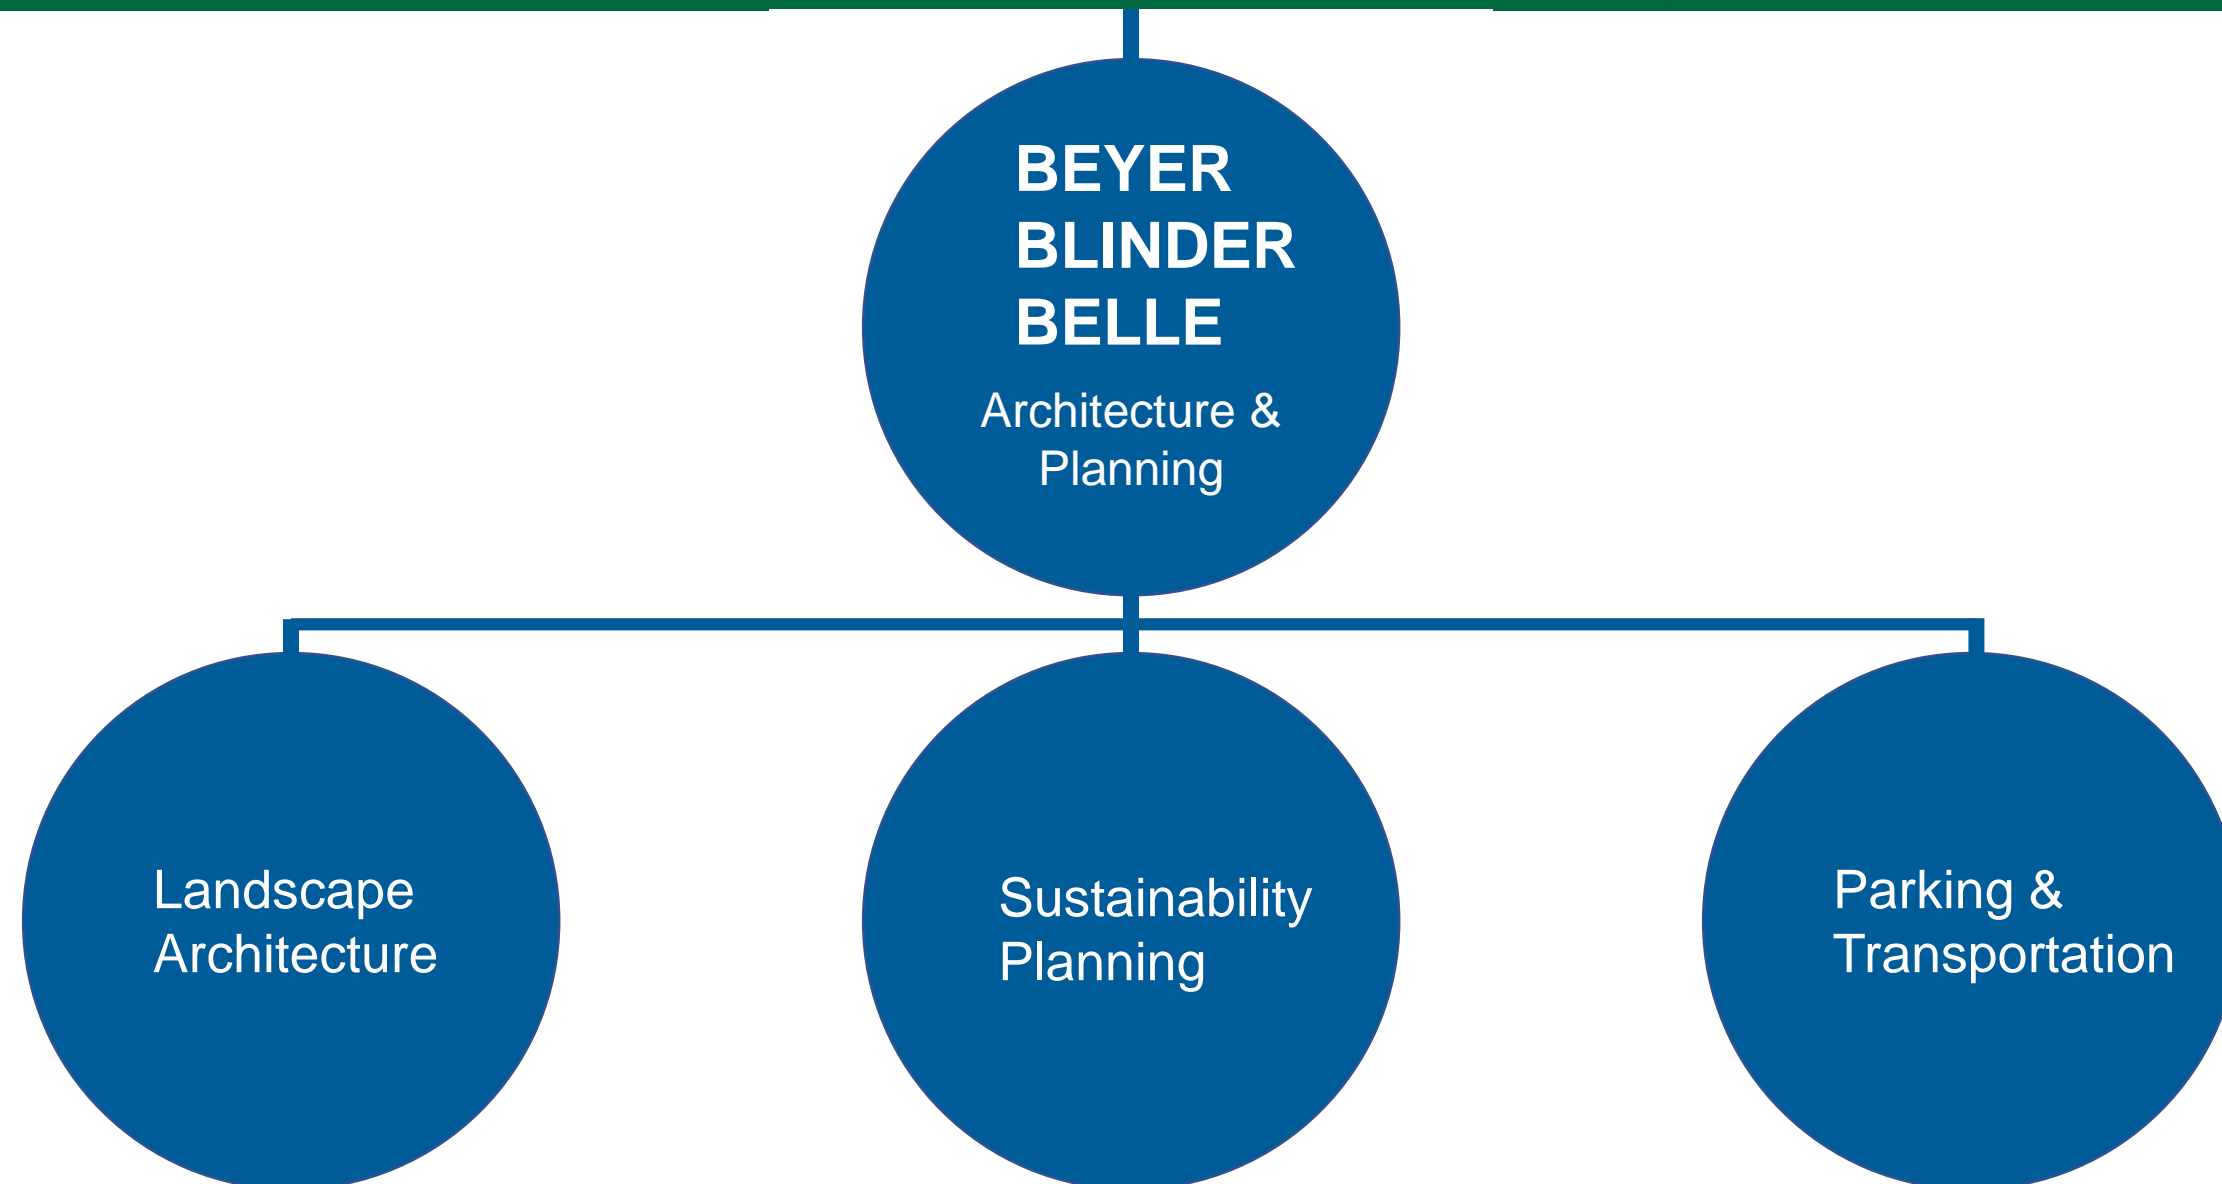 BEYER
BLINDER
BELLE
Architecture &
Planning
Landscape
Architecture
Sustainability
Planning
Parking &
Transportation